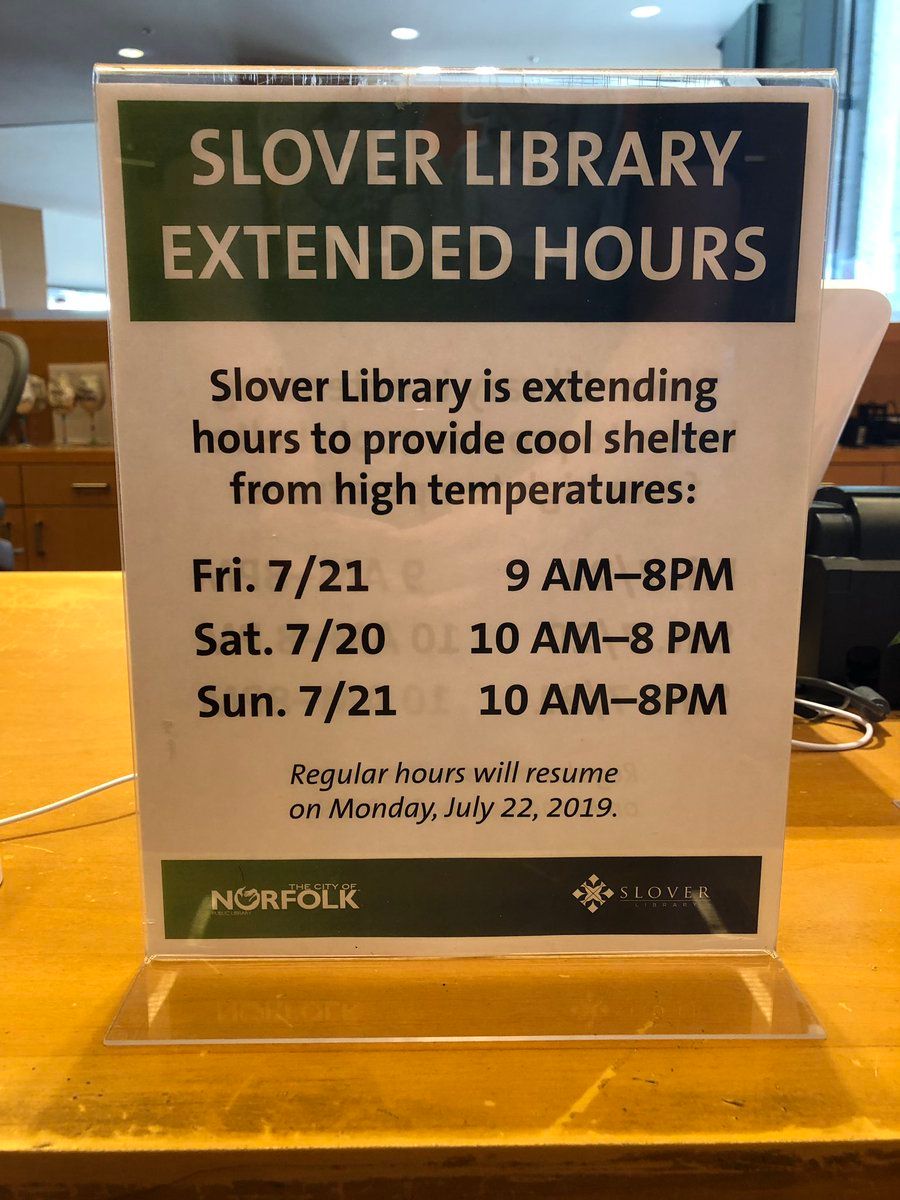 SLOVER LIBRARY
EXTENDED HOURS
Slover Library is extending
hours to provide cool shelter
from high temperatures:
Fri. 7/21 9 AM–8PM
Sat. 7/20 10 AM–8 PM
Sun. 7/21 10 AM–8PM
Regular hours will resume
on Monday, July 22, 2019.
THE CITY OF
NORFOLK
PUBLIC LIBRARY
SLOVER
LIBRARY